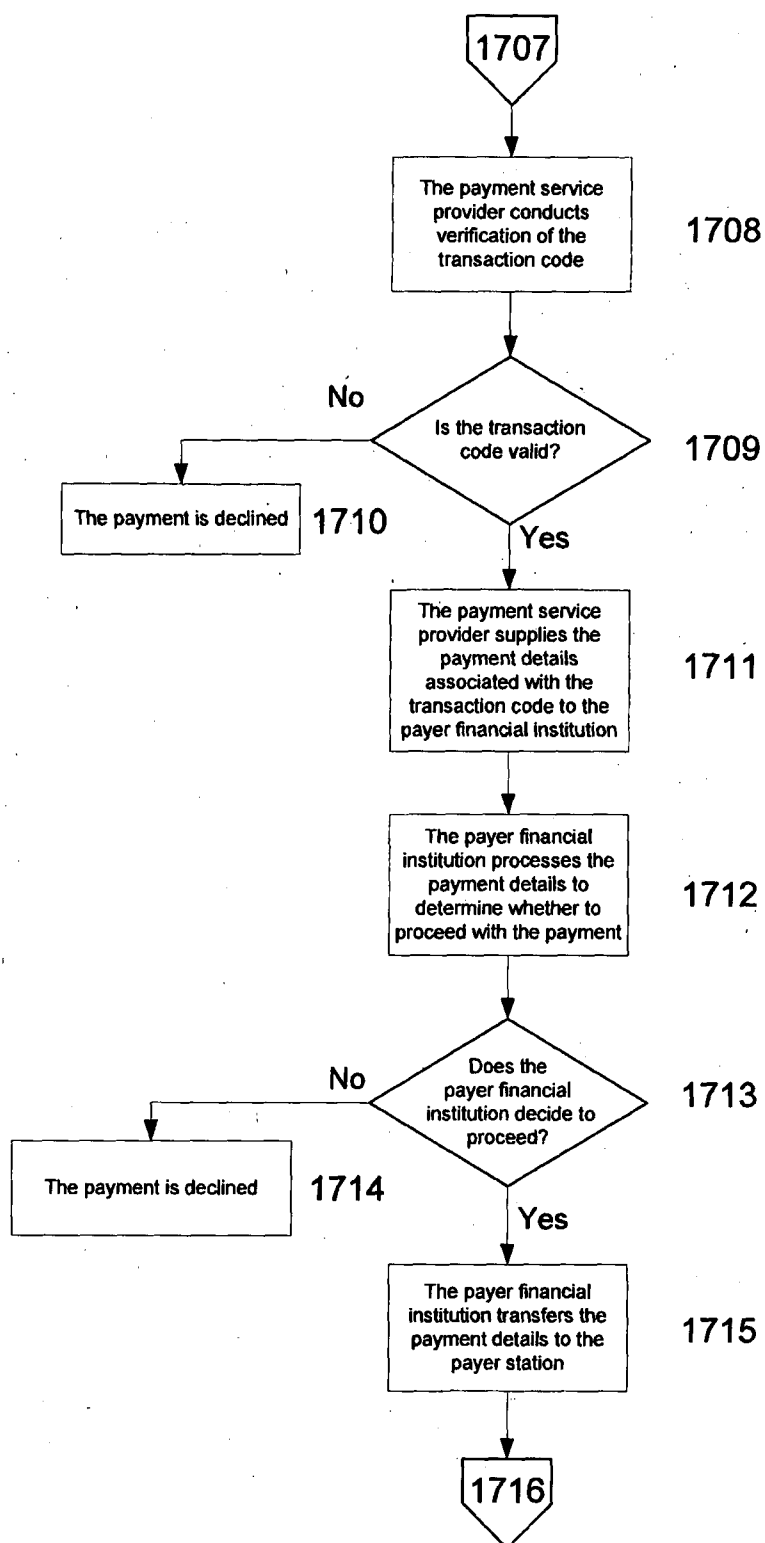 1707
The payment service
provider conducts
verification of the
transaction code
1708
No
Is the transaction
code valid?
1709
The payment is declined
1710
Yes
The payment service
provider supplies the
payment details
associated with the
transaction code to the
payer financial institution
1711
The payer financial
institution processes the
payment details to
determine whether to
proceed with the payment
1712
No
Does the
payer financial
institution decide to
proceed?
1713
The payment is declined
1714
Yes
The payer financial
institution transfers the
payment details to the
payer station
1715
1716